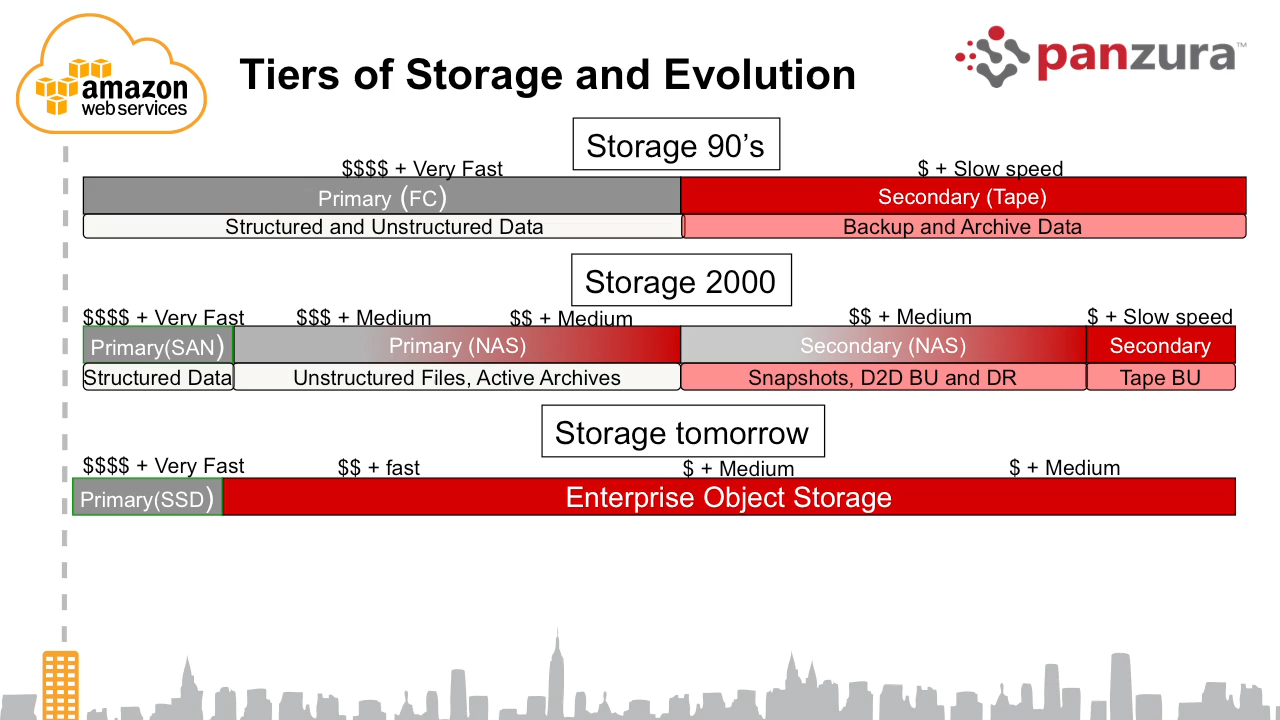 amazon
web services
Tiers of Storage and Evolution
panzura™
Storage 90’s
$$$$ + Very Fast
$ + Slow speed
Primary (FC)
Secondary (Tape)
Structured and Unstructured Data
Backup and Archive Data
Storage 2000
$$$$ + Very Fast
$$$ + Medium
$$ + Medium
$$ + Medium
$ + Slow speed
Primary(SAN)
Primary (NAS)
Secondary (NAS)
Secondary
Structured Data
Unstructured Files, Active Archives
Snapshots, D2D BU and DR
Tape BU
Storage tomorrow
$$$$ + Very Fast
$$ + fast
$ + Medium
$ + Medium
Primary(SSD)
Enterprise Object Storage